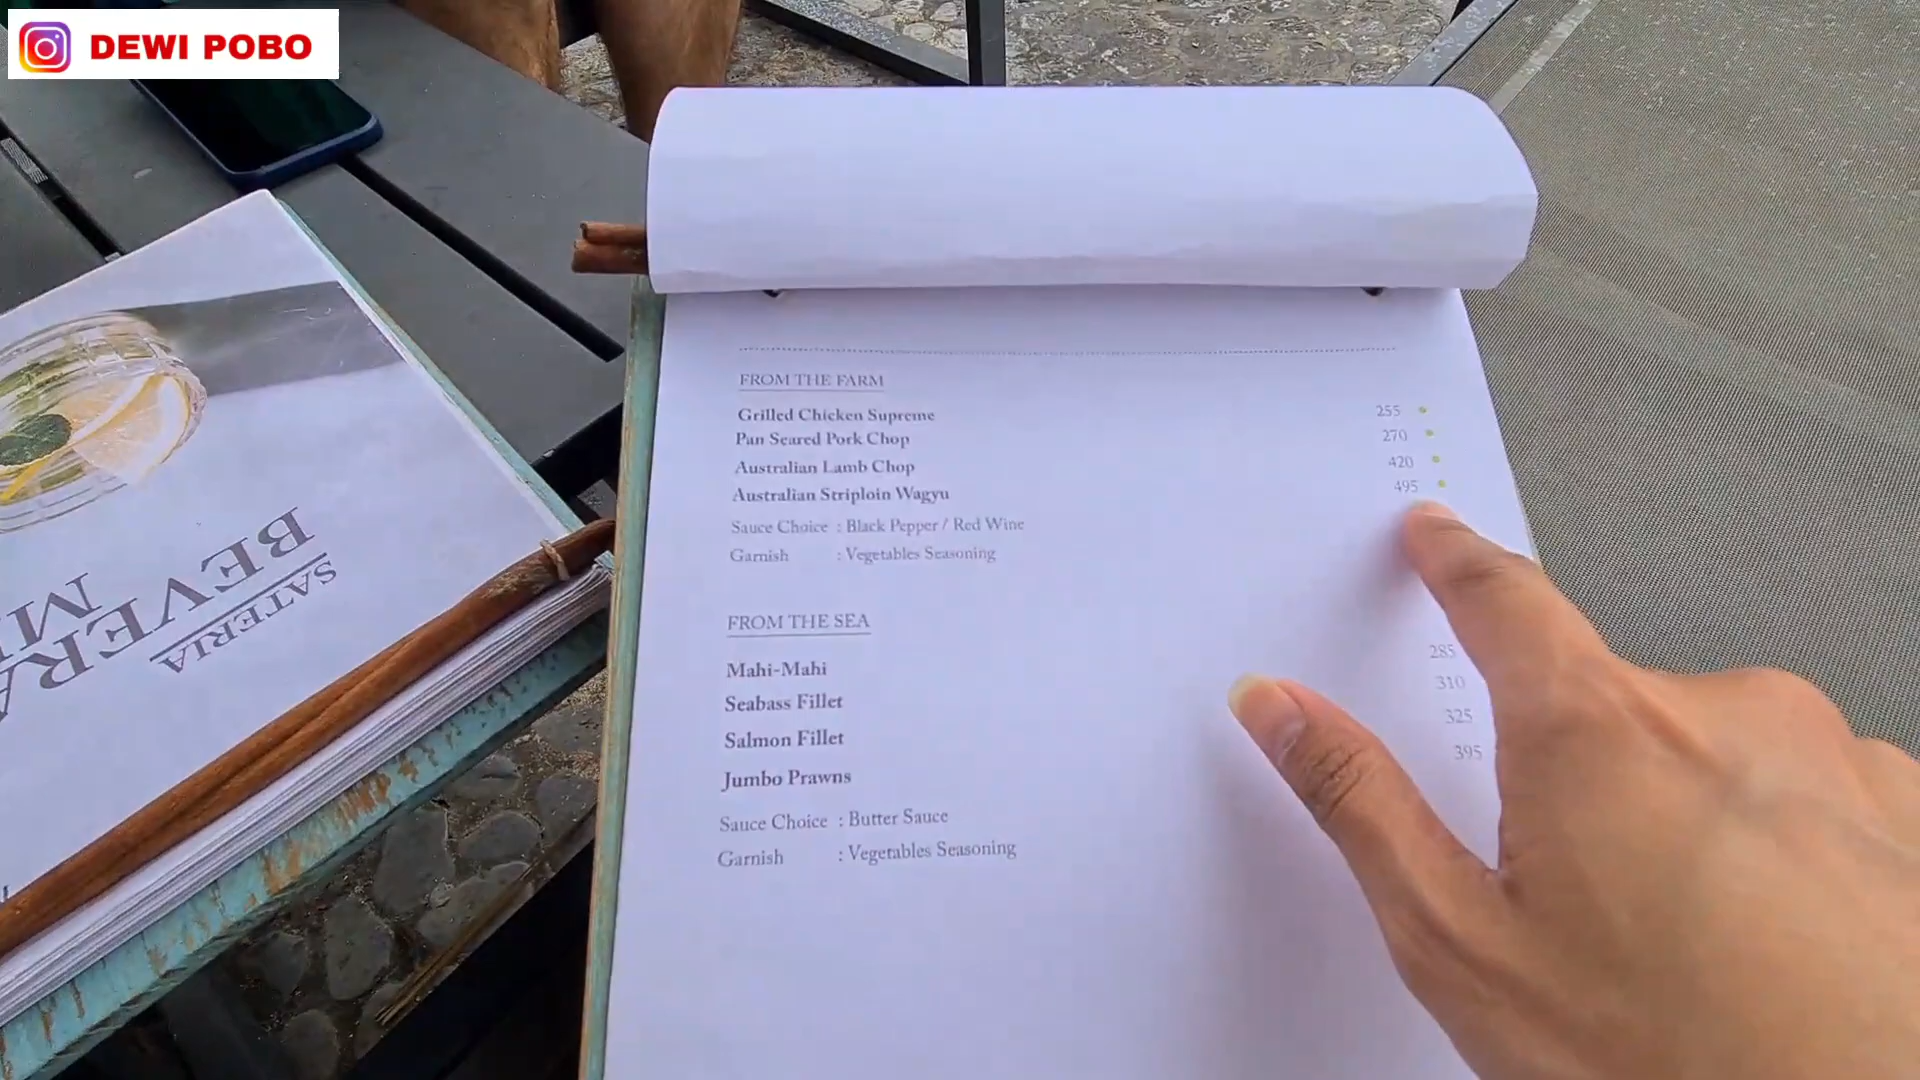 DEWI POBO
FROM THE FARM
Grilled Chicken Supreme 255
Pan Seared Pork Chop 270
Australian Lamb Chop 420
Australian Striploin Wagyu 495
Sauce Choice : Black Pepper / Red Wine
Garnish : Vegetables Seasoning
FROM THE SEA
Mahi-Mahi 285
Seabass Fillet 310
Salmon Fillet 325
Jumbo Prawns 395
Sauce Choice : Butter Sauce
Garnish : Vegetables Seasoning
SATERIA